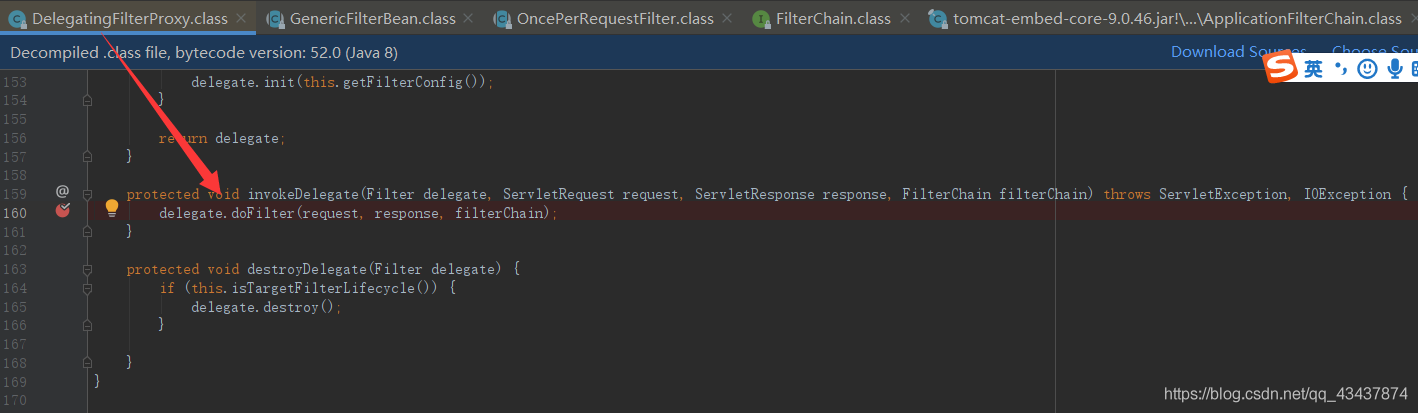 DelegatingFilterProxy.class × GenericFilterBean.class × OncePerRequestFilter.class × FilterChain.class × tomcat-embed-core-9.0.46.jar!\...\ApplicationFilterChain.class
Decompiled .class file, bytecode version: 52.0 (Java 8) Download Sources... Choose Sou
英
153 delegate.init(this.getFilterConfig());
154 }
155
156 return delegate;
157 }
158
159 @ protected void invokeDelegate(Filter delegate, ServletRequest request, ServletResponse response, FilterChain filterChain) throws ServletException, IOException {
160 delegate.doFilter(request, response, filterChain);
161 }
162
163 protected void destroyDelegate(Filter delegate) {
164 if (this.isTargetFilterLifecycle()) {
165 delegate.destroy();
166 }
167
168 }
169 }
170
https://blog.csdn.net/qq_43437874